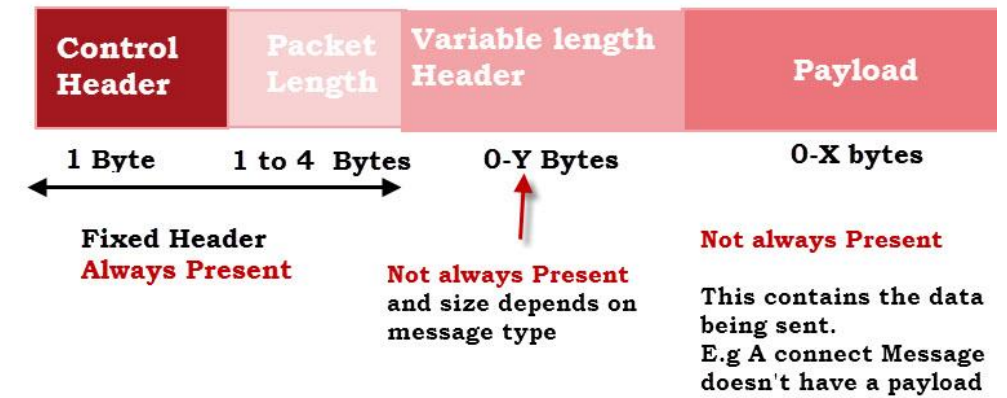 Control
Header
Packet
Length
Variable length
Header
Payload
1 Byte
1 to 4 Bytes
0-Y Bytes
0-X bytes
Fixed Header
Always Present
Not always Present
and size depends on
message type
Not always Present
This contains the data
being sent.
E.g A connect Message
doesn't have a payload